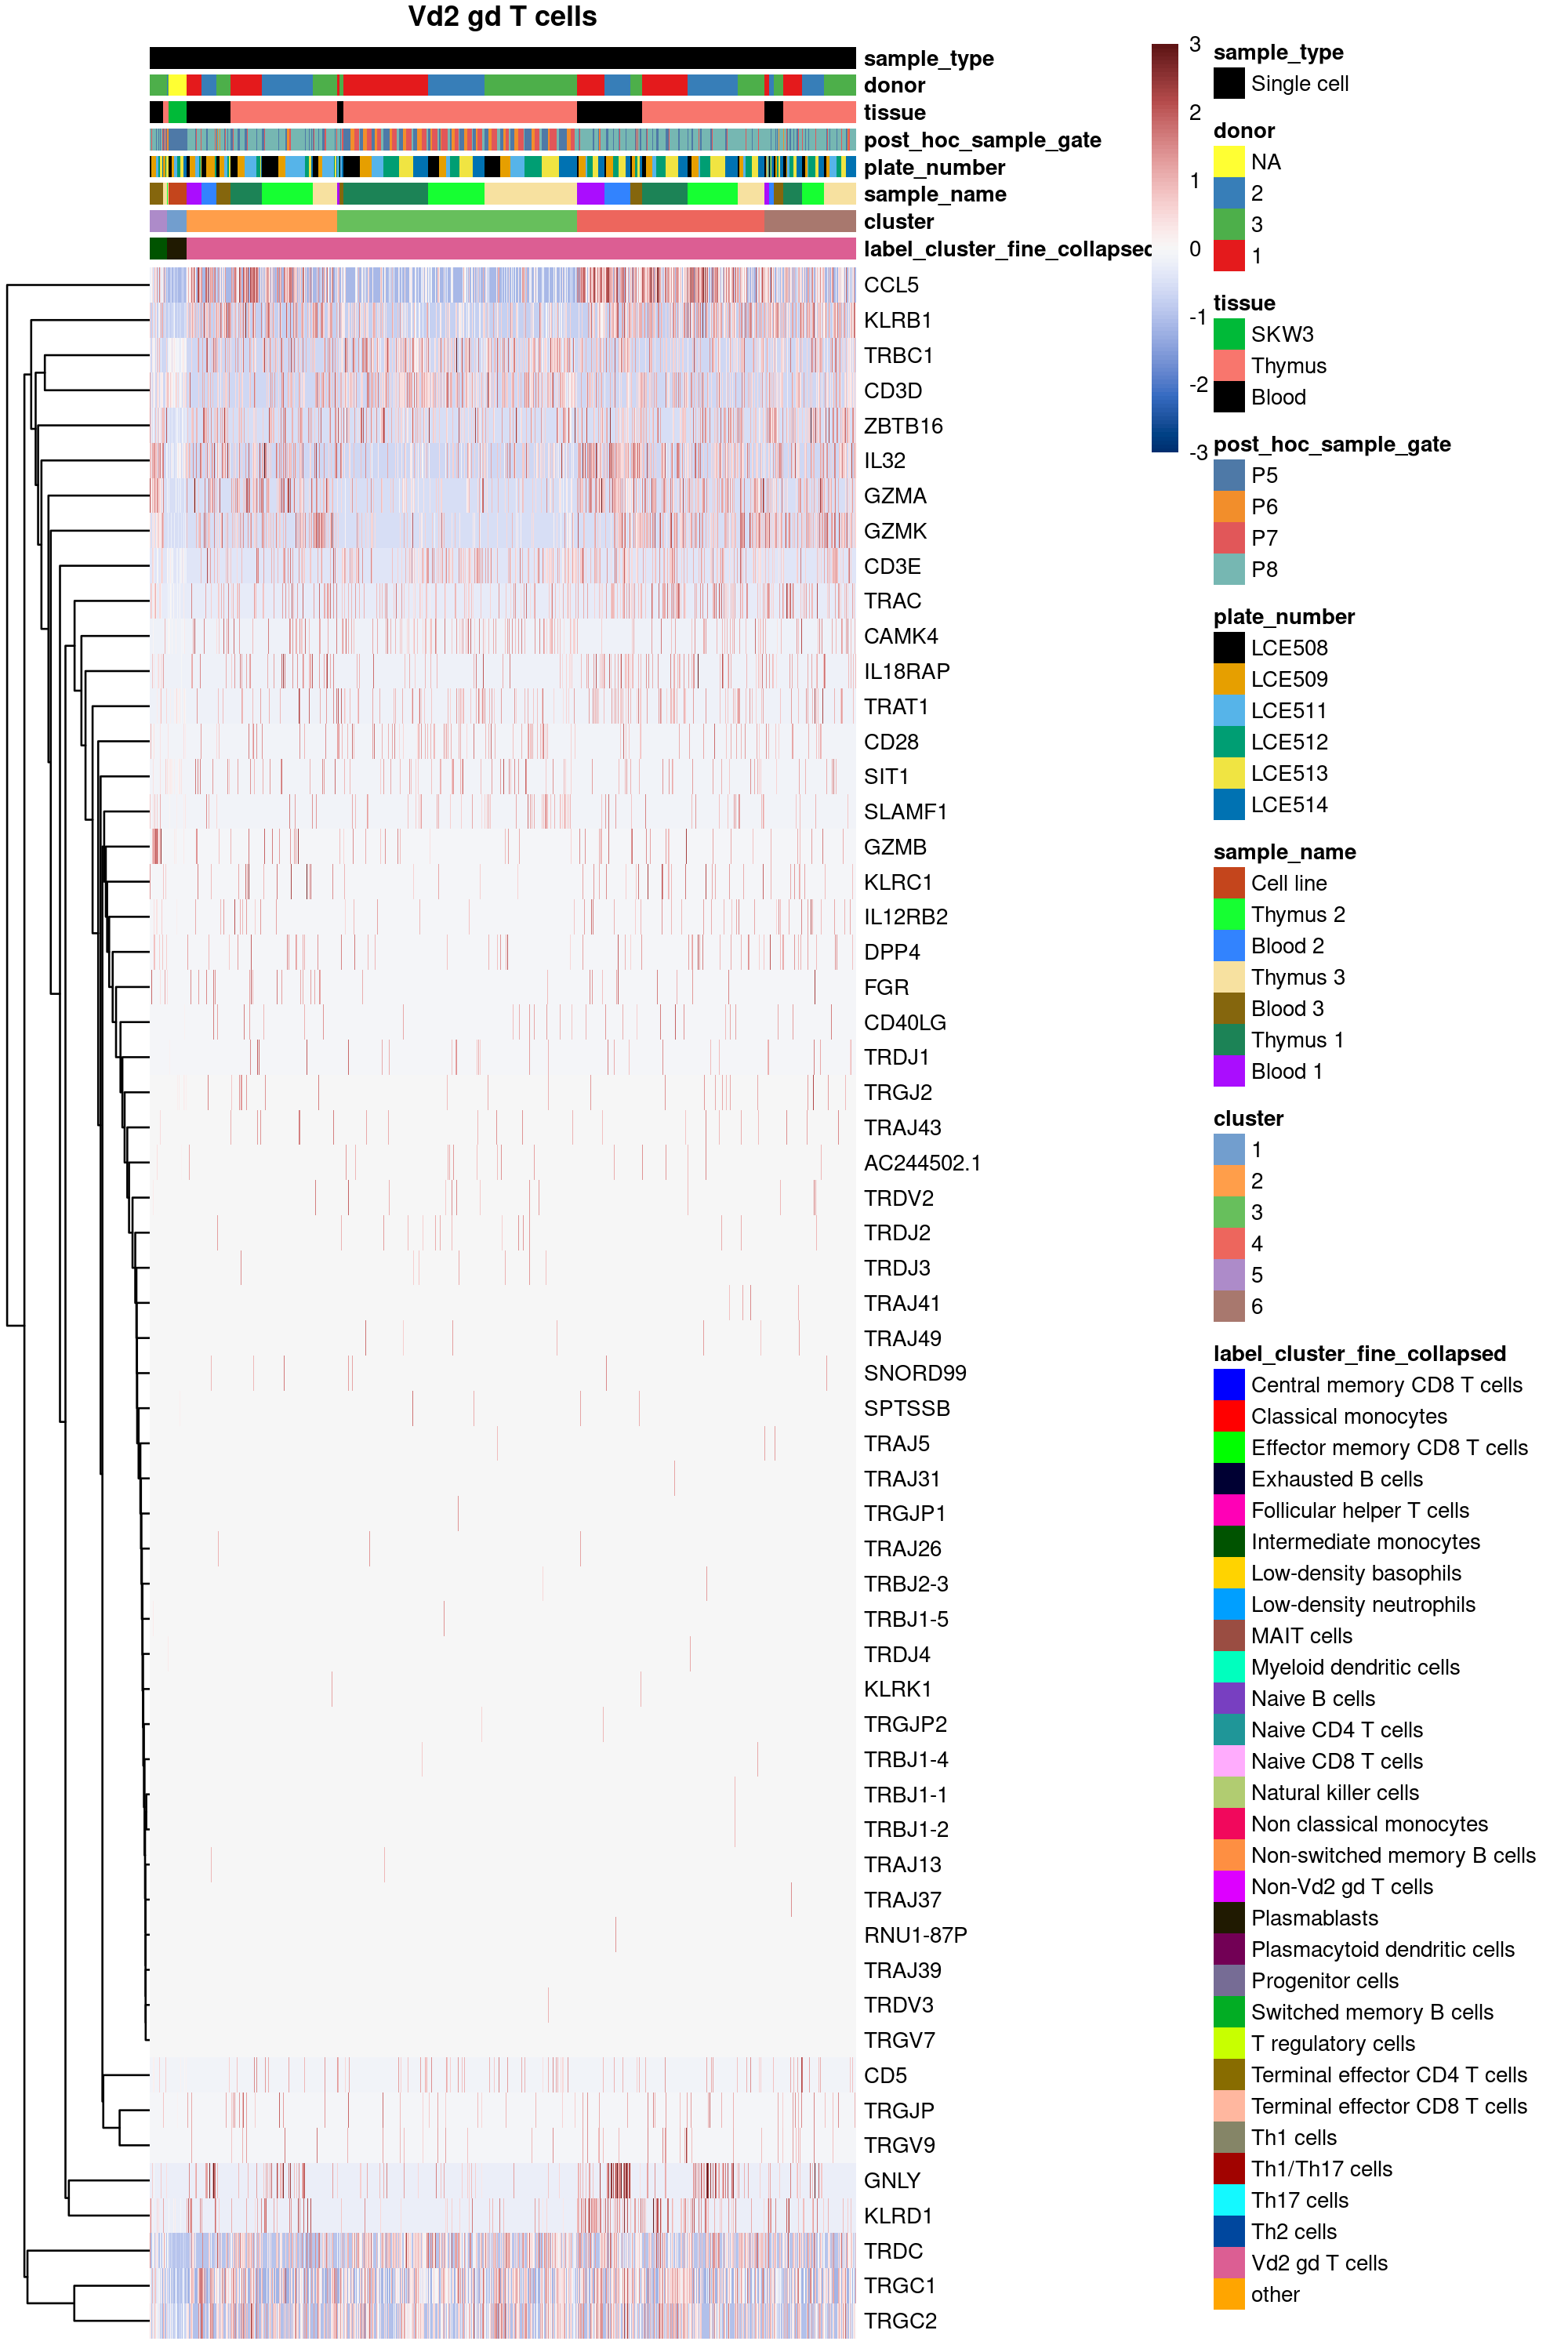 Vd2 gd T cells
sample_type
donor
tissue
post_hoc_sample_gate
plate_number
sample_name
cluster
label_cluster_fine_collapsed
CCL5
KLRB1
TRBC1
CD3D
ZBTB16
IL32
GZMA
GZMK
CD3E
TRAC
CAMK4
IL18RAP
TRAT1
CD28
SIT1
SLAMF1
GZMB
KLRC1
IL12RB2
DPP4
FGR
CD40LG
TRDJ1
TRGJ2
TRAJ43
AC244502.1
TRDV2
TRDJ2
TRDJ3
TRAJ41
TRAJ49
SNORD99
SPTSSB
TRAJ5
TRAJ31
TRGJP1
TRAJ26
TRBJ2-3
TRBJ1-5
TRDJ4
KLRK1
TRGJP2
TRBJ1-4
TRBJ1-1
TRBJ1-2
TRAJ13
TRAJ37
RNU1-87P
TRAJ39
TRDV3
TRGV7
CD5
TRGJP
TRGV9
GNLY
KLRD1
TRDC
TRGC1
TRGC2
3
2
1
0
-1
-2
-3
sample_type
Single cell
donor
NA
2
3
1
tissue
SKW3
Thymus
Blood
post_hoc_sample_gate
P5
P6
P7
P8
plate_number
LCE508
LCE509
LCE511
LCE512
LCE513
LCE514
sample_name
Cell line
Thymus 2
Blood 2
Thymus 3
Blood 3
Thymus 1
Blood 1
cluster
1
2
3
4
5
6
label_cluster_fine_collapsed
Central memory CD8 T cells
Classical monocytes
Effector memory CD8 T cells
Exhausted B cells
Follicular helper T cells
Intermediate monocytes
Low-density basophils
Low-density neutrophils
MAIT cells
Myeloid dendritic cells
Naive B cells
Naive CD4 T cells
Naive CD8 T cells
Natural killer cells
Non classical monocytes
Non-switched memory B cells
Non-Vd2 gd T cells
Plasmablasts
Plasmacytoid dendritic cells
Progenitor cells
Switched memory B cells
T regulatory cells
Terminal effector CD4 T cells
Terminal effector CD8 T cells
Th1 cells
Th1/Th17 cells
Th17 cells
Th2 cells
Vd2 gd T cells
other